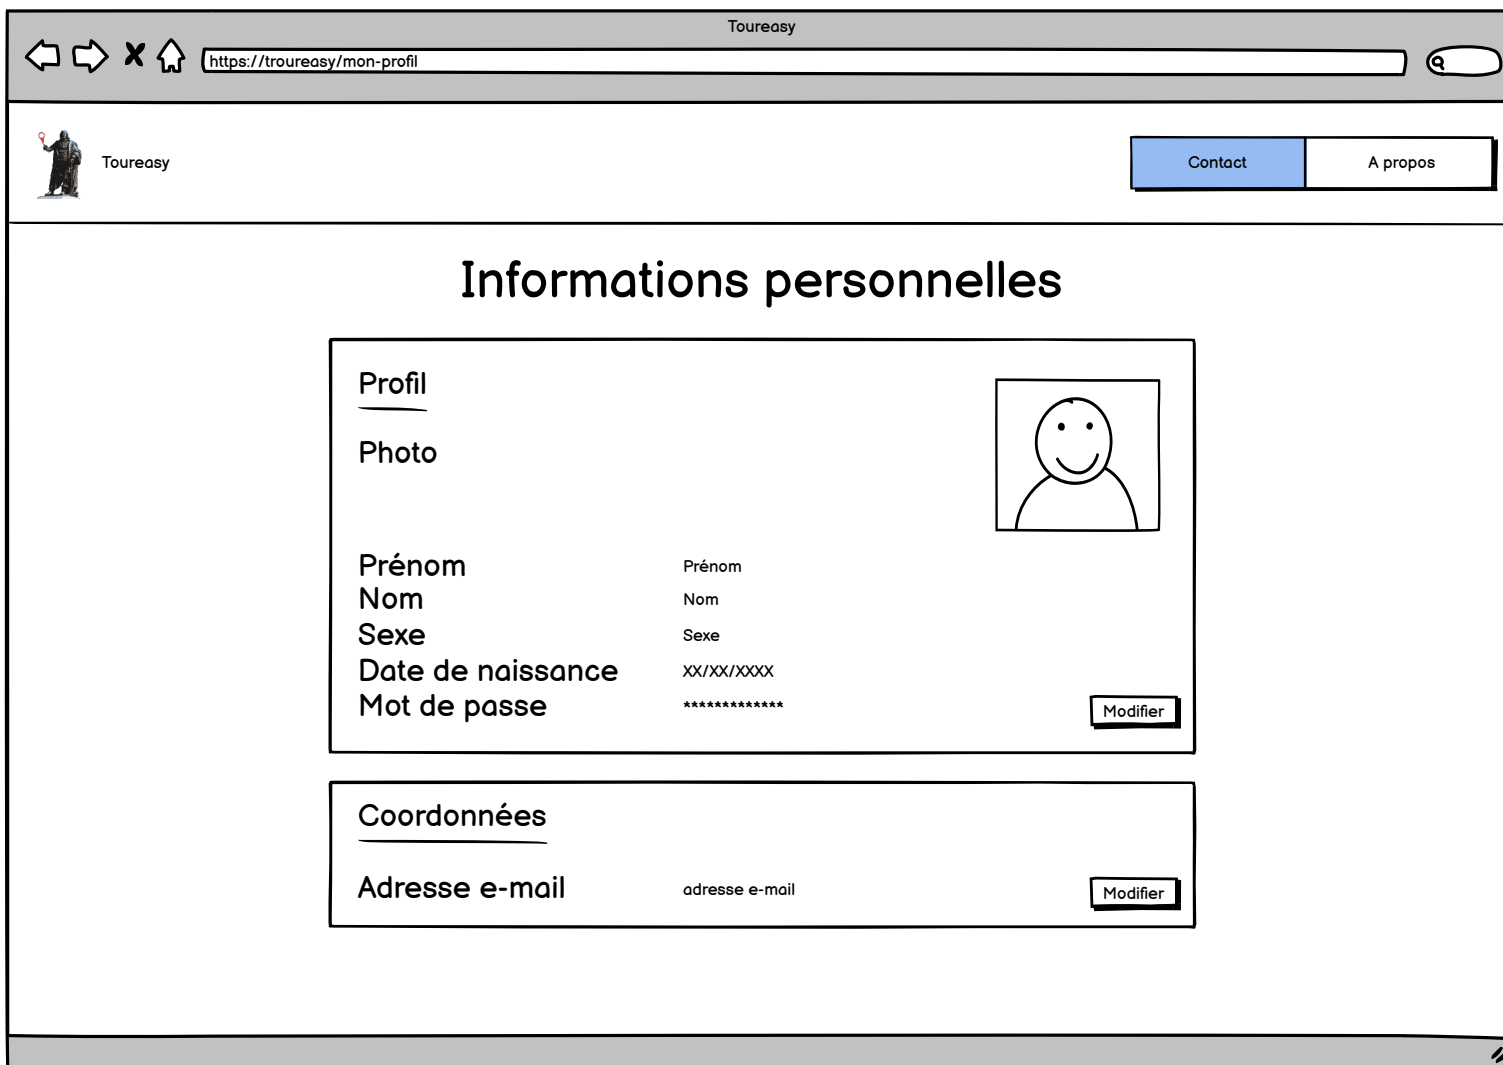 Toureasy
https://troureasy/mon-profil
Toureasy
Contact
A propos
Informations personnelles
Profil
Photo
Prénom Prénom
Nom Nom
Sexe Sexe
Date de naissance XX/XX/XXXX
Mot de passe *************
Modifier
Coordonnées
Adresse e-mail adresse e-mail
Modifier